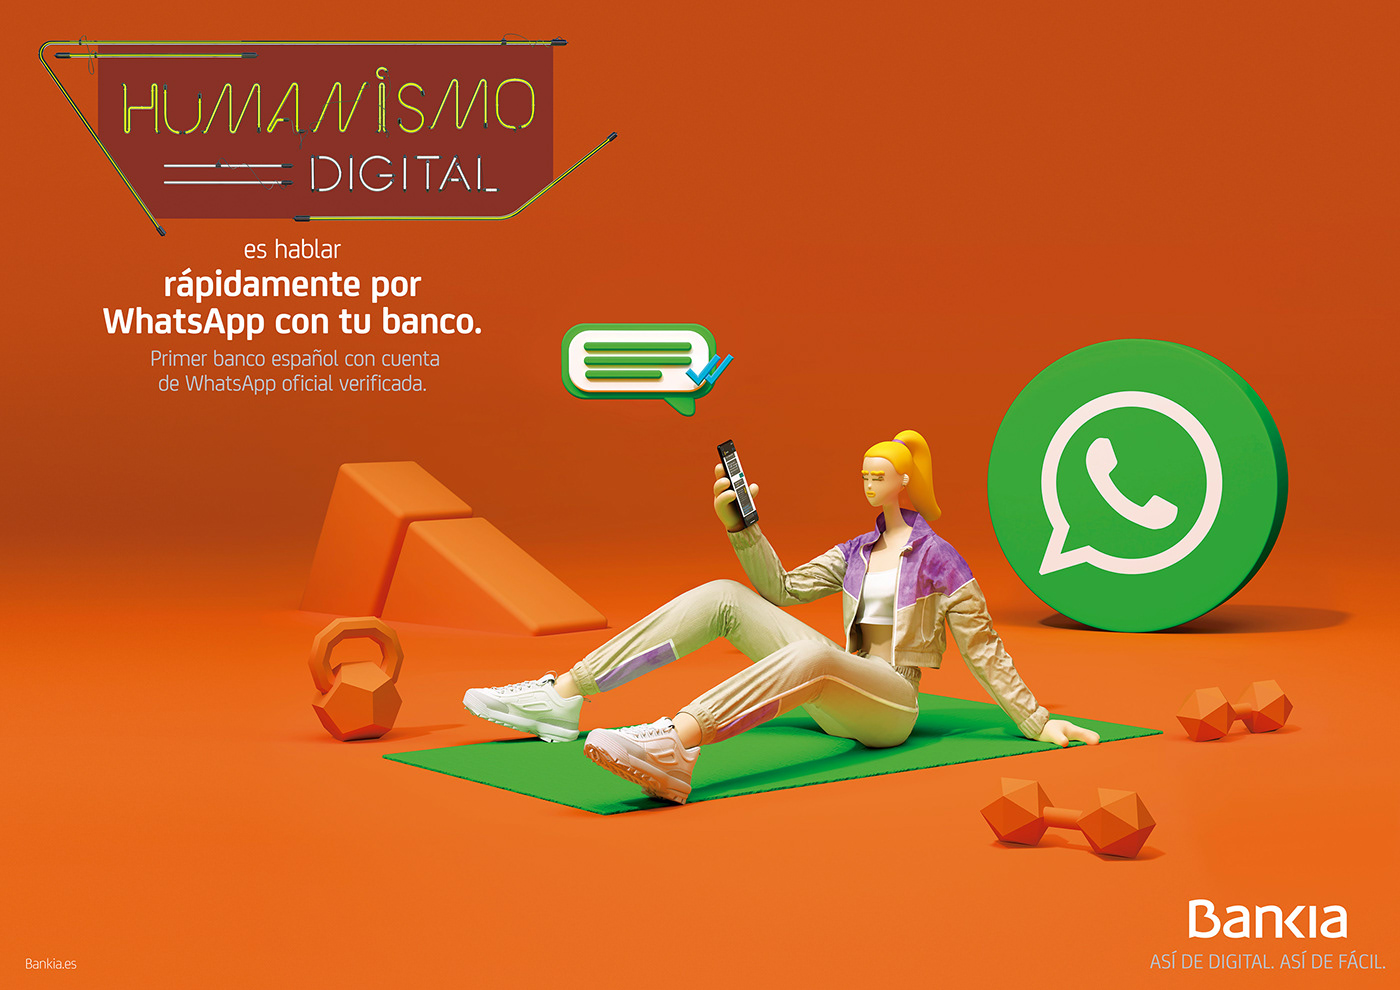 HUMANiSMO
DIGITAL
es hablar
rápidamente por
WhatsApp con tu banco.
Primer banco español con cuenta
de WhatsApp oficial verificada.
Bankia
ASÍ DE DIGITAL. ASÍ DE FÁCIL.
Bankia.es